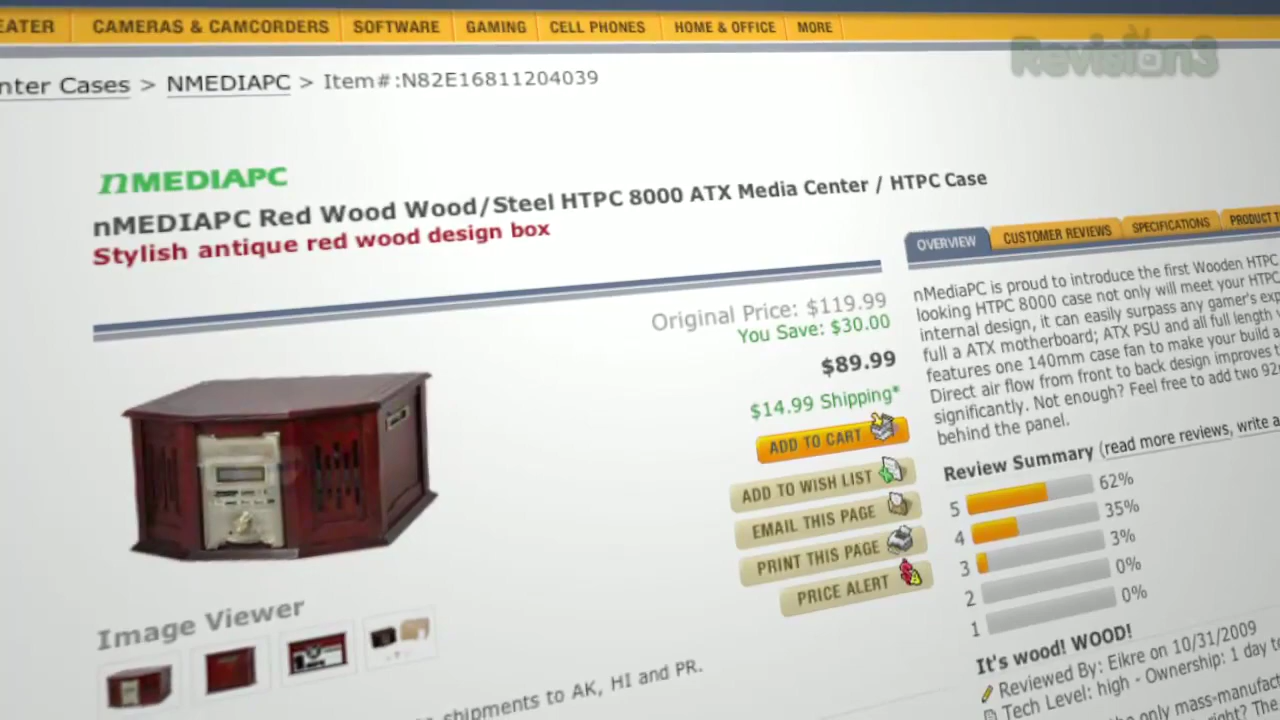 EATER CAMERAS & CAMCORDERS SOFTWARE GAMING CELL PHONES HOME & OFFICE MORE
Revision3
nter Cases > NMEDIAPC > Item#:N82E16811204039
nMEDIAPC
nMEDIAPC Red Wood Wood/Steel HTPC 8000 ATX Media Center / HTPC Case
Stylish antique red wood design box
Original Price: $119.99
You Save: $30.00
$89.99
$14.99 Shipping*
ADD TO CART
ADD TO WISH LIST
EMAIL THIS PAGE
PRINT THIS PAGE
PRICE ALERT
Image Viewer
shipments to AK, HI and PR.
OVERVIEW CUSTOMER REVIEWS SPECIFICATIONS PRODUCT T
nMediaPC is proud to introduce the first Wooden HTPC
looking HTPC 8000 case not only will meet your HTPC
internal design, it can easily surpass any gamer's exp
full a ATX motherboard; ATX PSU and all full length
features one 140mm case fan to make your build a
Direct air flow from front to back design improves t
significantly. Not enough? Feel free to add two 92
behind the panel.
Review Summary (read more reviews, write a
5 62%
4 35%
3 3%
2 0%
1 0%
It's wood! WOOD!
Reviewed By: Eikre on 10/31/2009
Tech Level: high - Ownership: 1 day to
only mass-manufact
right? The